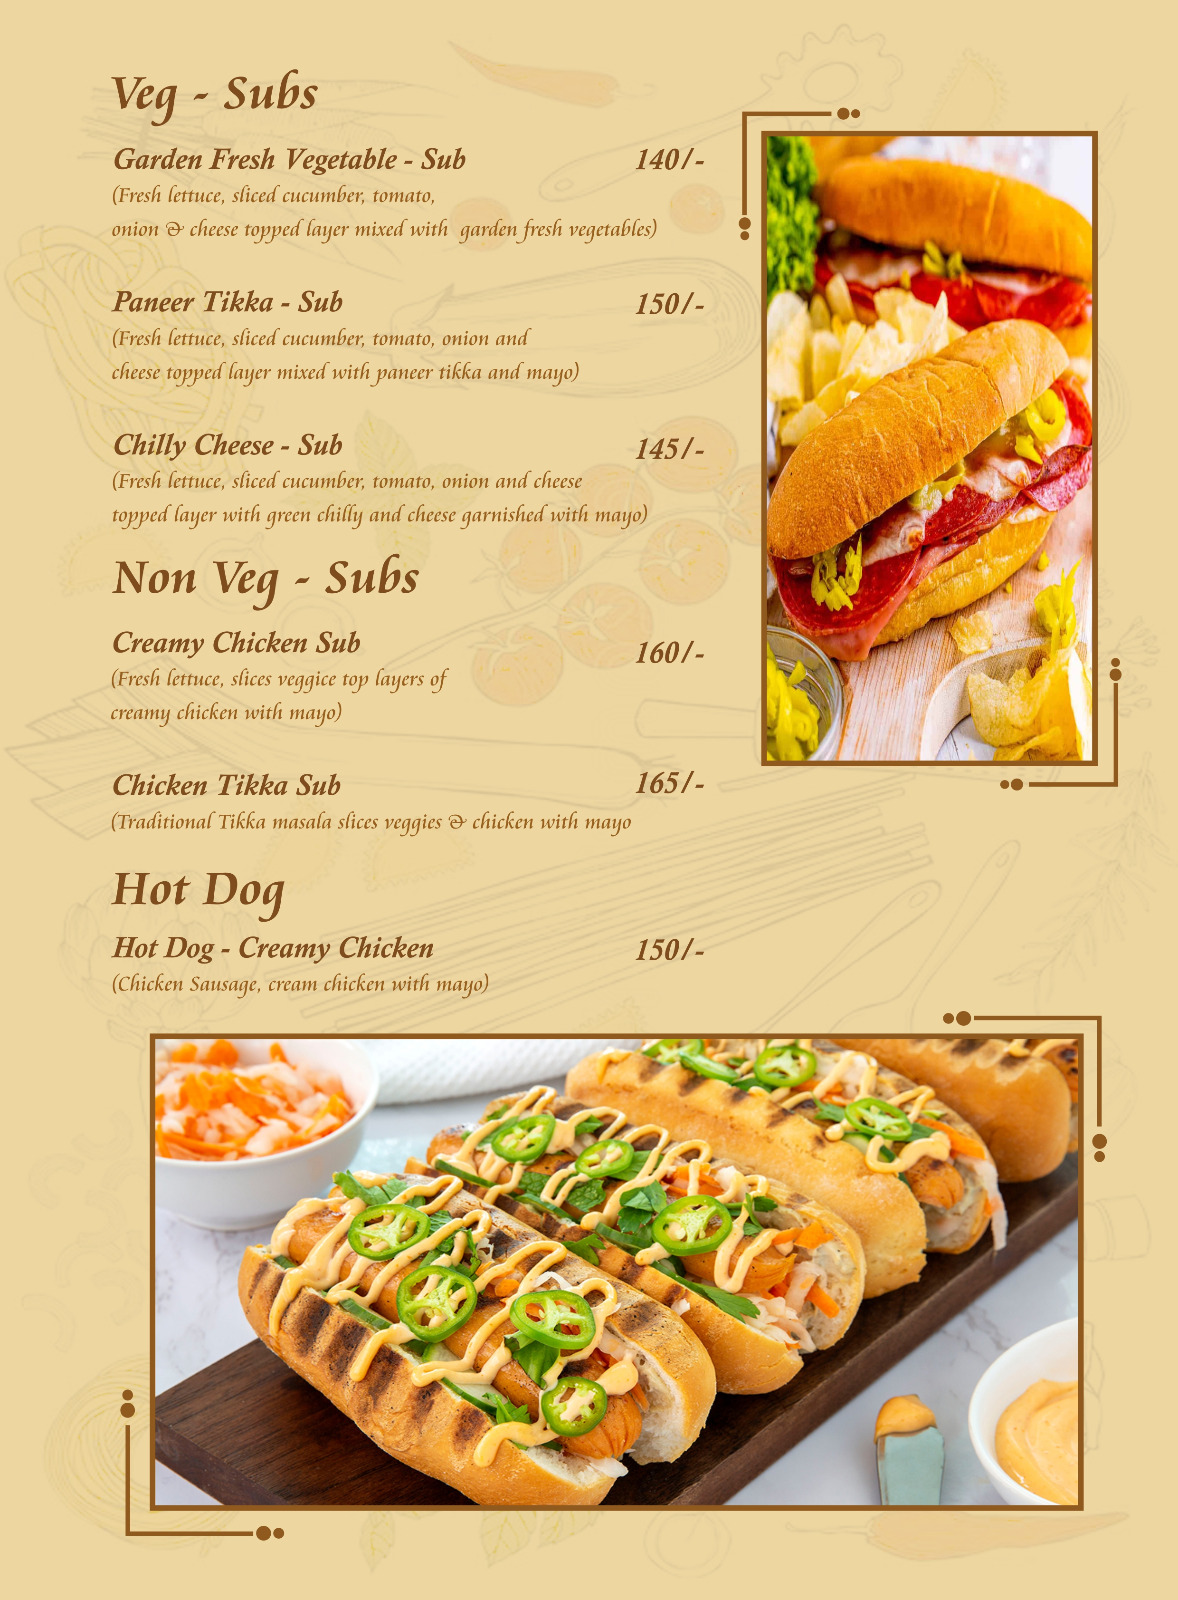 Veg - Subs
Garden Fresh Vegetable - Sub 140/-
(Fresh lettuce, sliced cucumber, tomato,
onion & cheese topped layer mixed with garden fresh vegetables)
Paneer Tikka - Sub 150/-
(Fresh lettuce, sliced cucumber, tomato, onion and
cheese topped layer mixed with paneer tikka and mayo)
Chilly Cheese - Sub 145/-
(Fresh lettuce, sliced cucumber, tomato, onion and cheese
topped layer with green chilly and cheese garnished with mayo)
Non Veg - Subs
Creamy Chicken Sub 160/-
(Fresh lettuce, slices veggice top layers of
creamy chicken with mayo)
Chicken Tikka Sub 165/-
(Traditional Tikka masala slices veggies & chicken with mayo
Hot Dog
Hot Dog - Creamy Chicken 150/-
(Chicken Sausage, cream chicken with mayo)